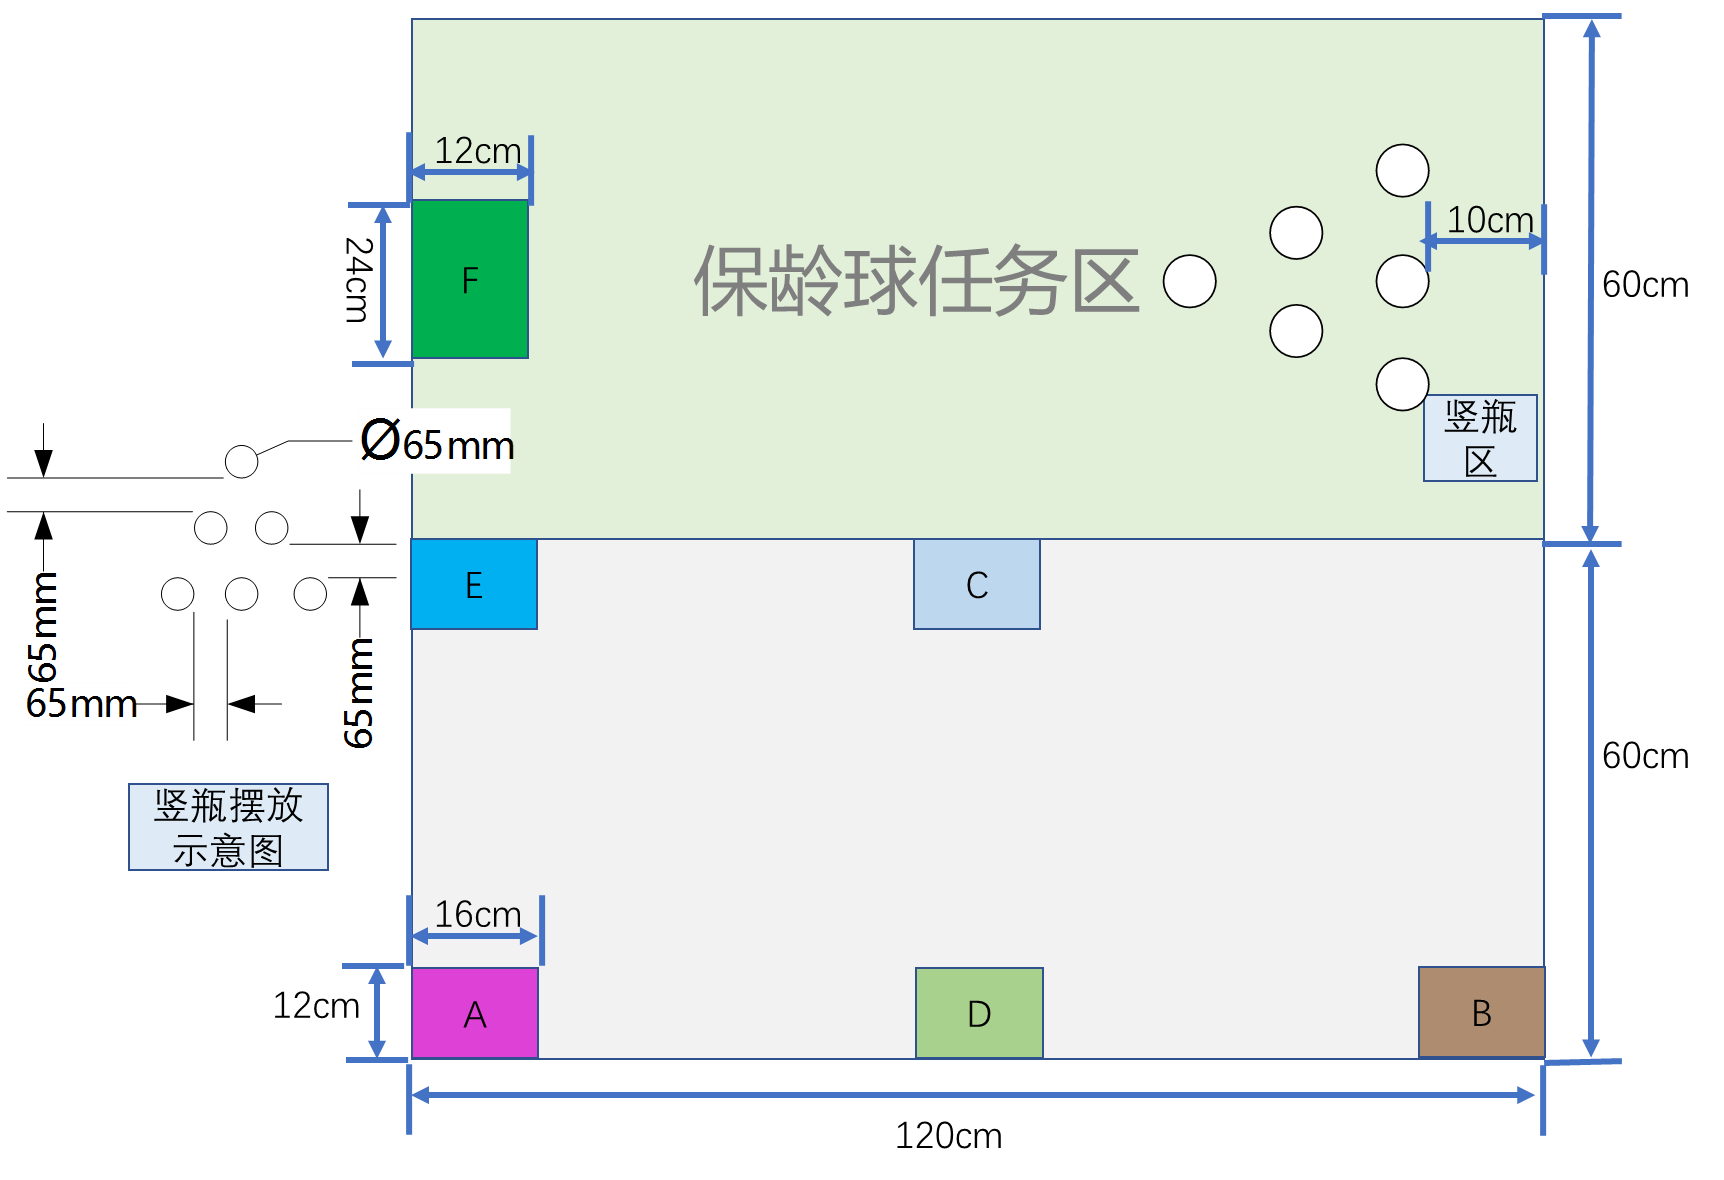 12cm
10cm
24cm
F
保龄球任务区
60cm
竖瓶
区
Ø65mm
E
C
65mm
65mm
65mm
60cm
竖瓶摆放
示意图
16cm
12cm
A
D
B
120cm